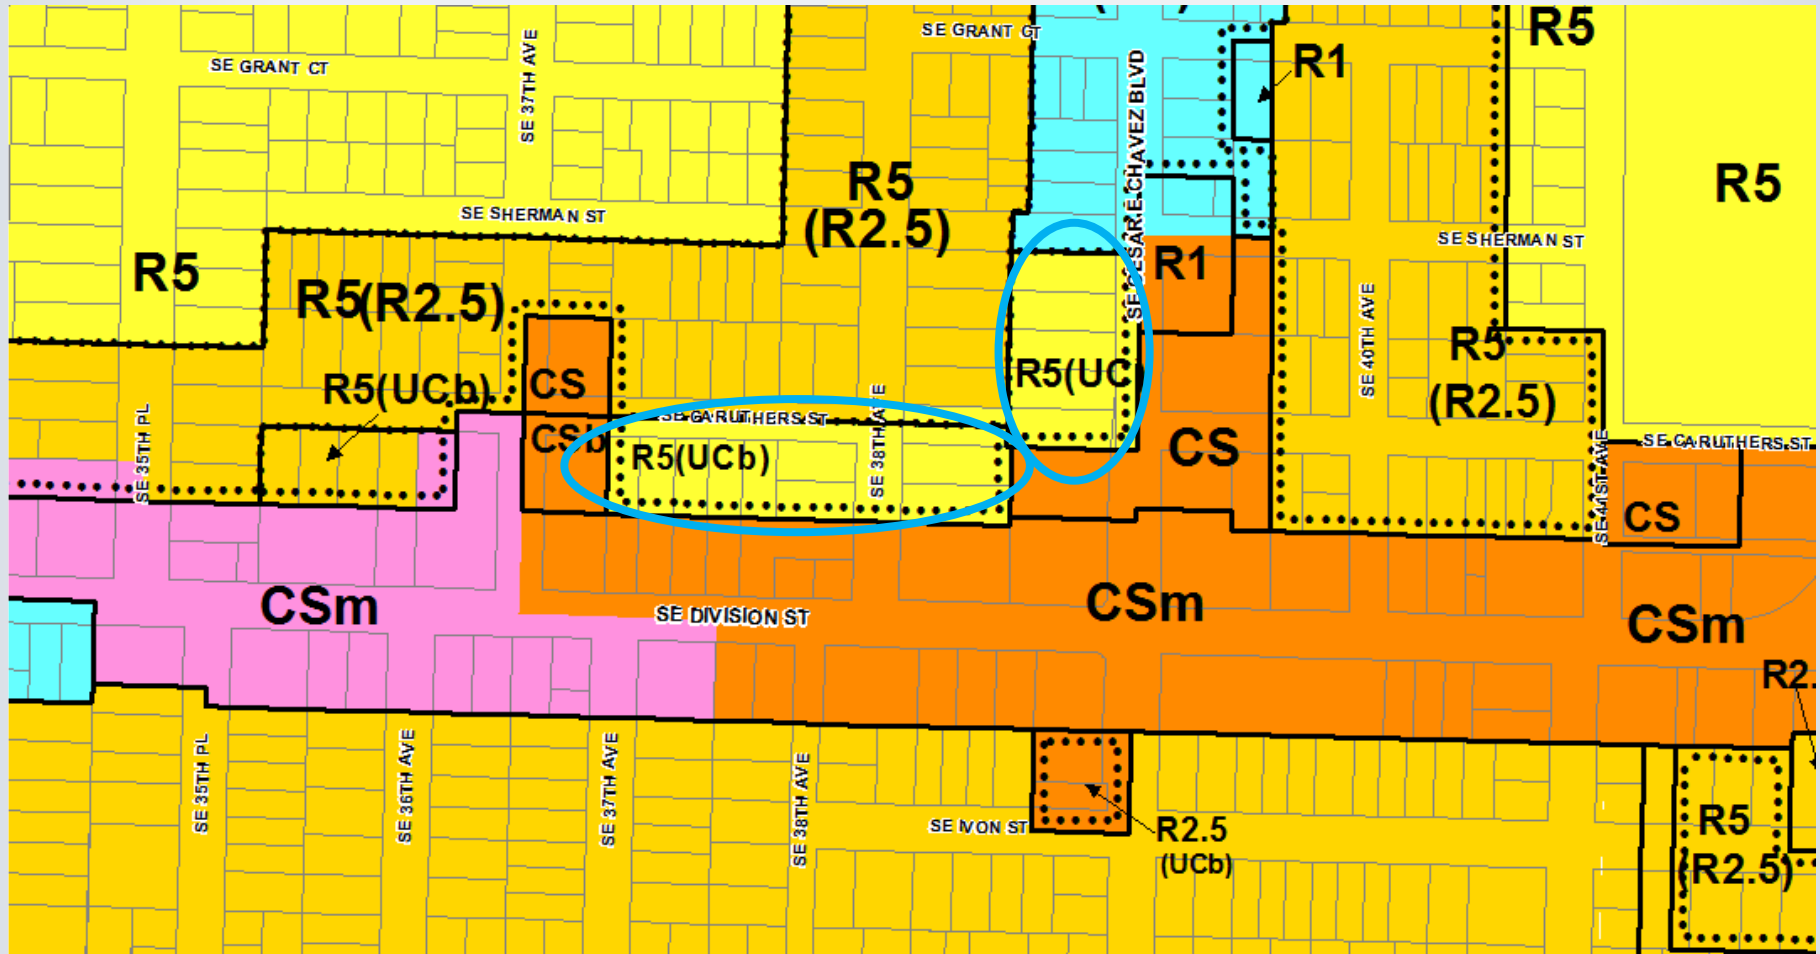 SE GRANT CT
SE 37TH AVE
SE GRANT CT
SE CESAR E CHAVEZ BLVD
R1
R5
R5
R5
(R2.5)
SE SHERMAN ST
SE SHERMAN ST
R5
R5(R2.5)
R1
SE 40TH AVE
R5
(R2.5)
R5(UCb)
CS
R5(UC
SE CARUTHERS ST
SE 38TH AVE
CSb
R5(UCb)
CS
SE CARUTHERS ST
SE 35TH PL
SE 41ST AVE
CS
CSm
SE DIVISION ST
CSm
CSm
R2.
SE 35TH PL
SE 36TH AVE
SE 37TH AVE
SE 38TH AVE
SE IVON ST
R2.5
(UCb)
R5
(R2.5)